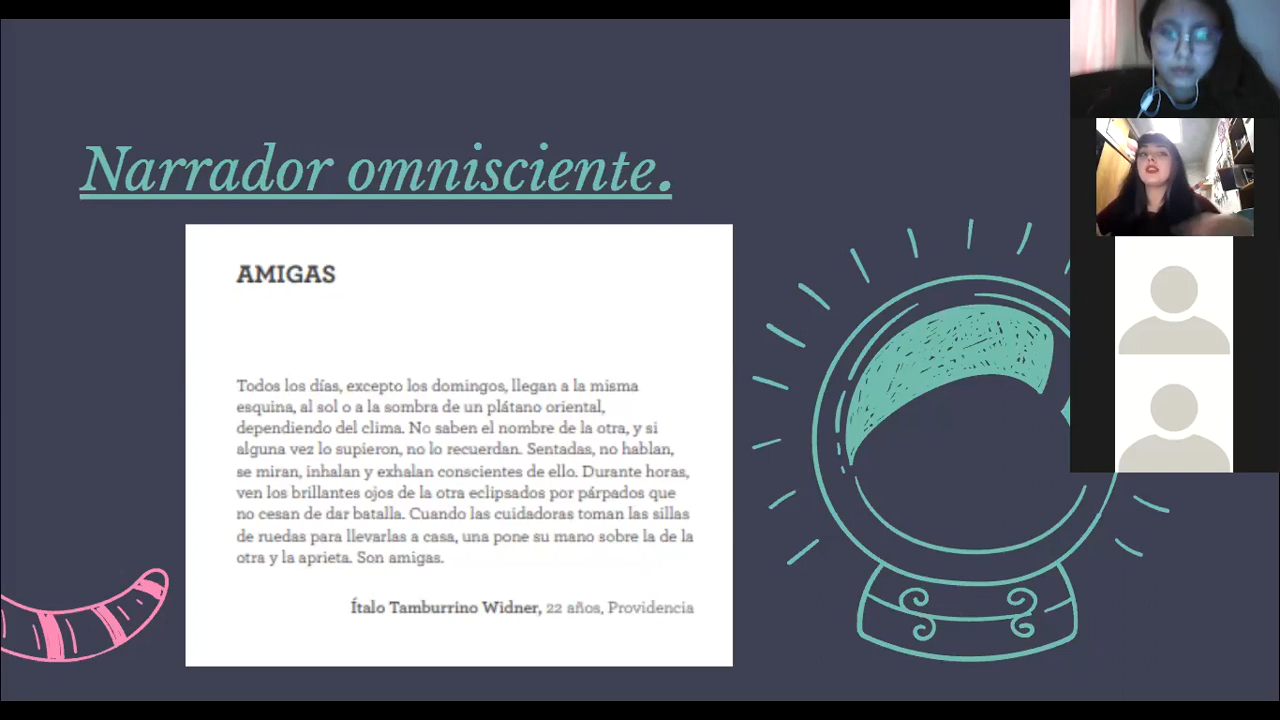 Narrador omnisciente.
AMIGAS
Todos los días, excepto los domingos, llegan a la misma
esquina, al sol o a la sombra de un plátano oriental,
dependiendo del clima. No saben el nombre de la otra, y si
alguna vez lo supieron, no lo recuerdan. Sentadas, no hablan,
se miran, inhalan y exhalan conscientes de ello. Durante horas,
ven los brillantes ojos de la otra eclipsados por párpados que
no cesan de dar batalla. Cuando las cuidadoras toman las sillas
de ruedas para llevarlas a casa, una pone su mano sobre la de la
otra y la aprieta. Son amigas.
Ítalo Tamburrino Widner, 22 años, Providencia